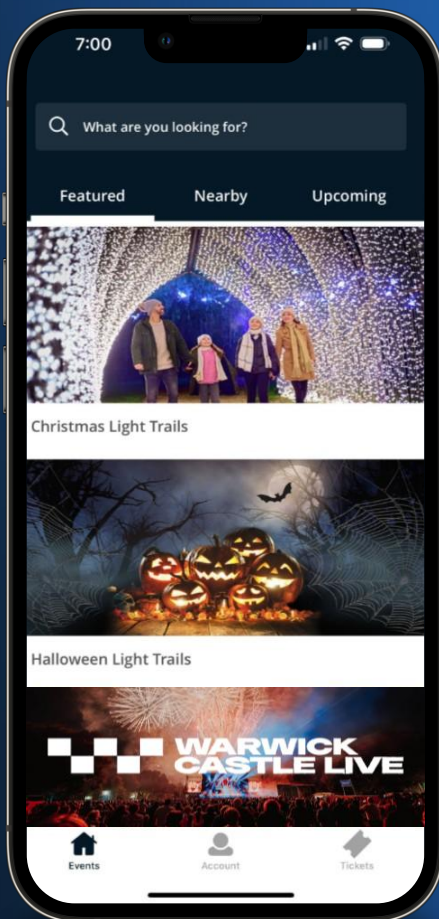 7:00
What are you looking for?
Featured Nearby Upcoming
Christmas Light Trails
Halloween Light Trails
WARWICK
CASTLE LIVE
Events Account Tickets